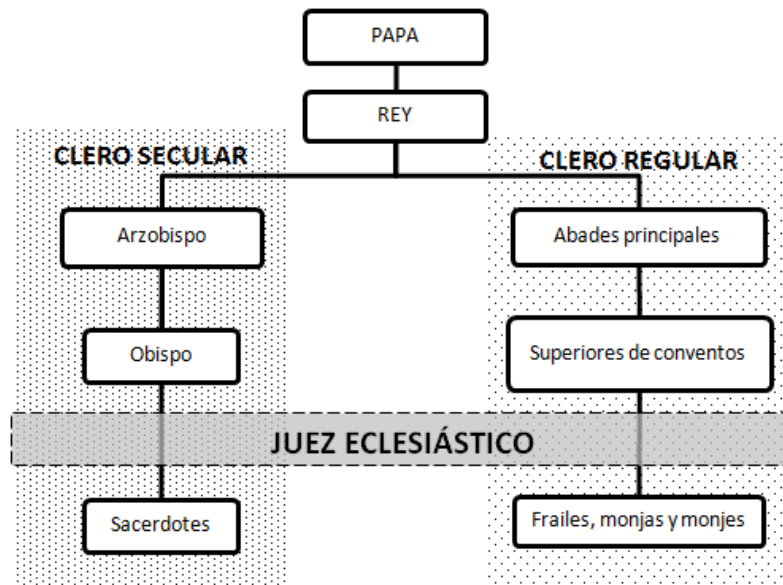 PAPA
REY
CLERO SECULAR
CLERO REGULAR
Arzobispo
Abades principales
Obispo
Superiores de conventos
JUEZ ECLESIÁSTICO
Sacerdotes
Frailes, monjas y monjes